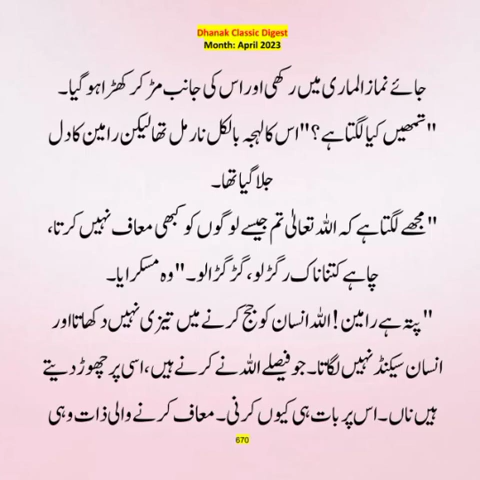 Dhanak Classic Digest
Month: April 2023
جائے نماز الماری میں رکھی اور اس کی جانب مڑ کر کھڑا ہو گیا۔
"تمھیں کیا لگتا ہے؟" اس کا لہجہ بالکل نارمل تھا لیکن رامین کا دل
جلا گیا تھا۔
"مجھے لگتا ہے کہ اللہ تعالیٰ تم جیسے لوگوں کو کبھی معاف نہیں کرتا،
چاہے کتنا ناک رگڑ لو، گڑ گڑا لو۔" وہ مسکرایا۔
"پتہ ہے رامین! اللہ انسان کو جج کرنے میں تیزی نہیں دکھاتا اور
انسان سیکنڈ نہیں لگاتا۔ جو فیصلے اللہ نے کرنے ہیں، اسی پر چھوڑ دیتے
ہیں ناں۔ اس پر بات ہی کیوں کرنی۔ معاف کرنے والی ذات وہی
670